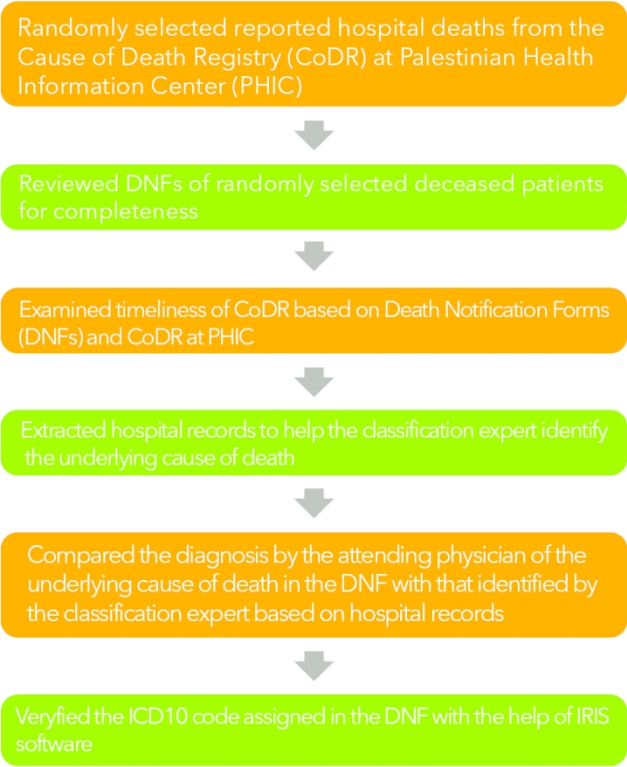 Randomly selected reported hospital deaths from the
Cause of Death Registry (CoDR) at Palestinian Health
Information Center (PHIC)
Reviewed DNFs of randomly selected deceased patients
for completeness
Examined timeliness of CoDR based on Death Notification Forms
(DNFs) and CoDR at PHIC
Extracted hospital records to help the classification expert identify
the underlying cause of death
Compared the diagnosis by the attending physician of the
underlying cause of death in the DNF with that identified by
the classification expert based on hospital records
Veryfied the ICD10 code assigned in the DNF with the help of IRIS
software